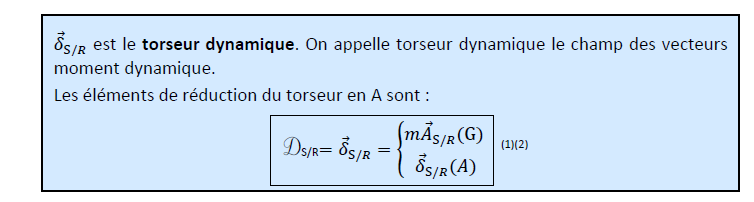 δ⃗S/R est le torseur dynamique. On appelle torseur dynamique le champ des vecteurs
moment dynamique.
Les éléments de réduction du torseur en A sont :
𝒟S/R= δ⃗S/R = { mA⃗S/R(G)
δ⃗S/R(A) (1)(2)